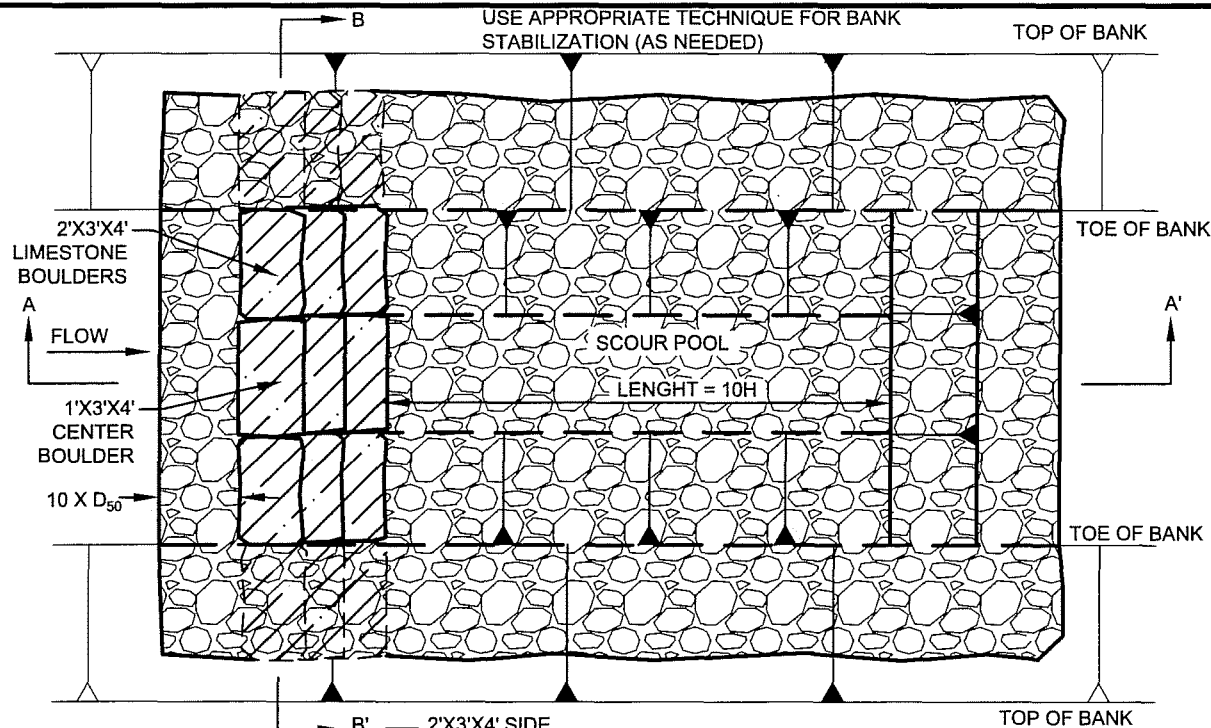 B
USE APPROPRIATE TECHNIQUE FOR BANK
STABILIZATION (AS NEEDED)
TOP OF BANK
2'X3'X4'
LIMESTONE
BOULDERS
TOE OF BANK
A
A'
FLOW
SCOUR POOL
LENGHT = 10H
1'X3'X4'
CENTER
BOULDER
10 X D50
TOE OF BANK
B'
2'X3'X4' SIDE
TOP OF BANK